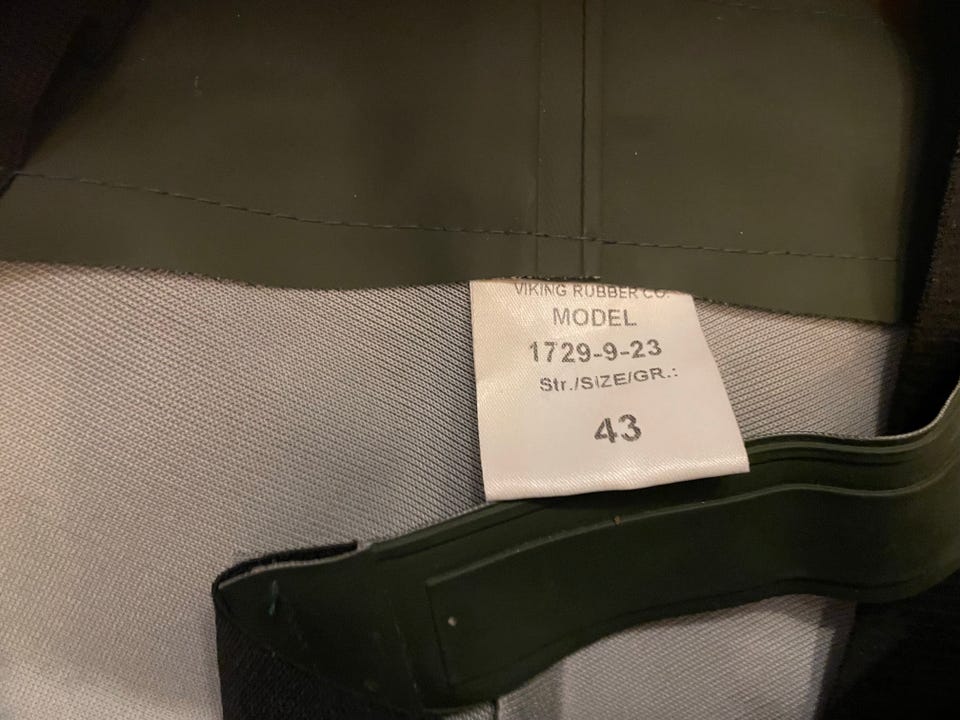 VIKING RUBBER CO.
MODEL
1729-9-23
Str./SIZE/GR.:
43